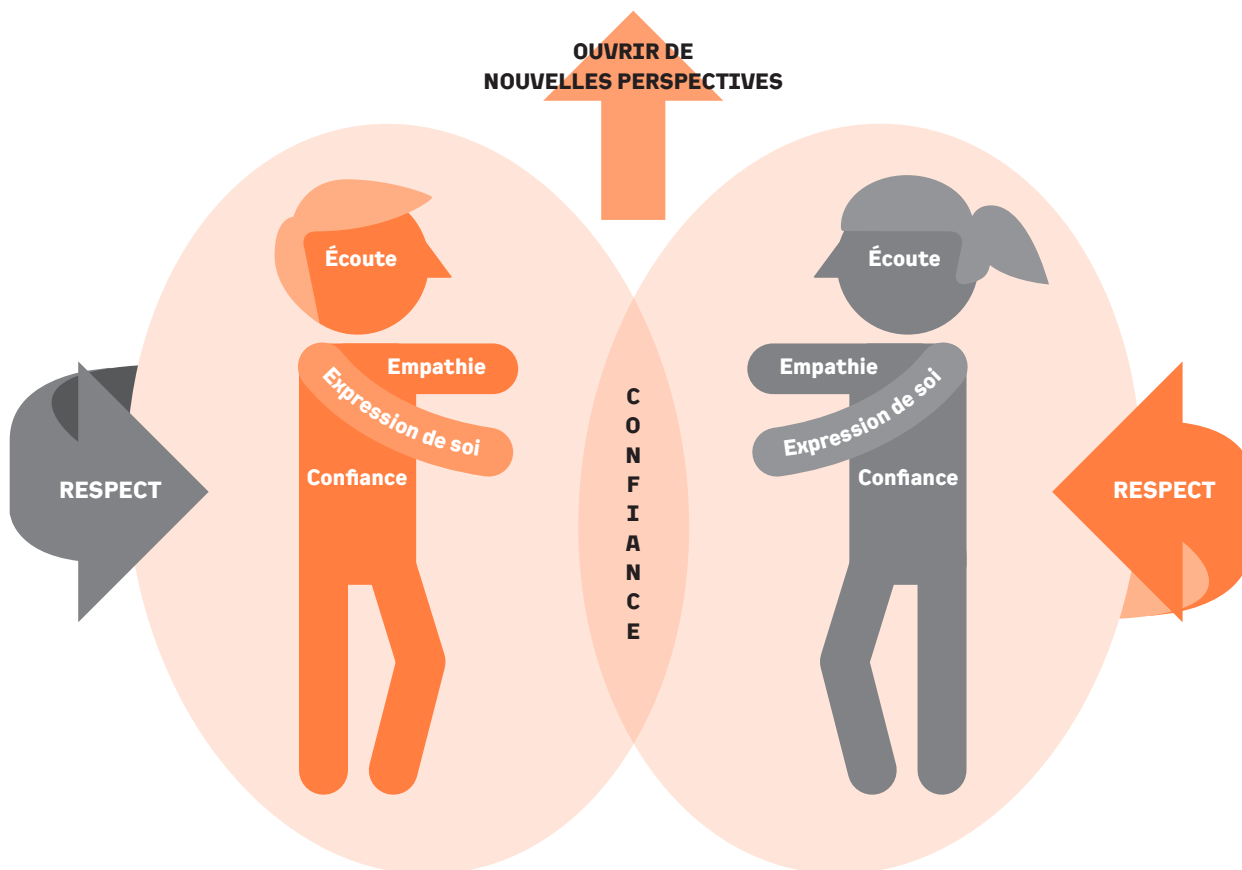 OUVRIR DE
NOUVELLES PERSPECTIVES
Écoute
Empathie
Expression de soi
Confiance
RESPECT
C
O
N
F
I
A
N
C
E
Écoute
Empathie
Expression de soi
Confiance
RESPECT